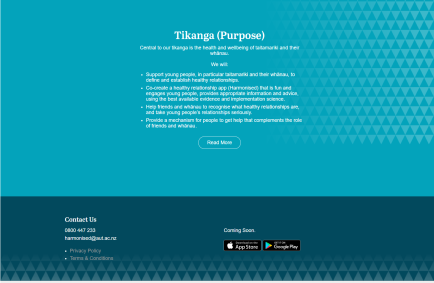 Tikanga (Purpose)
Central to our tikanga is the health and wellbeing of taitamariki and their
whānau.
We will:
• Support young people, in particular taitamariki and their whānau, to
define and establish healthy relationships.
• Co-create a healthy relationship app (Harmonised) that is fun and
engages young people, provides appropriate information and advice,
using the best available evidence and implementation science.
• Help friends and whānau to recognise what healthy relationships are,
and take young people's relationships seriously.
• Provide a mechanism for people to get help that complements the role
of friends and whānau.
Read More
Contact Us
0800 447 233
harmonised@aut.ac.nz
• Privacy Policy
• Terms & Conditions
Coming Soon.
App Store
Google Play